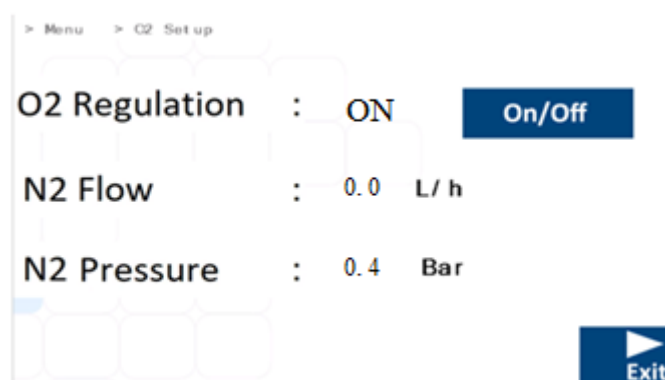 > Menu > O2 Set up
O2 Regulation : ON On/Off
N2 Flow : 0.0 L/h
N2 Pressure : 0.4 Bar
Exit